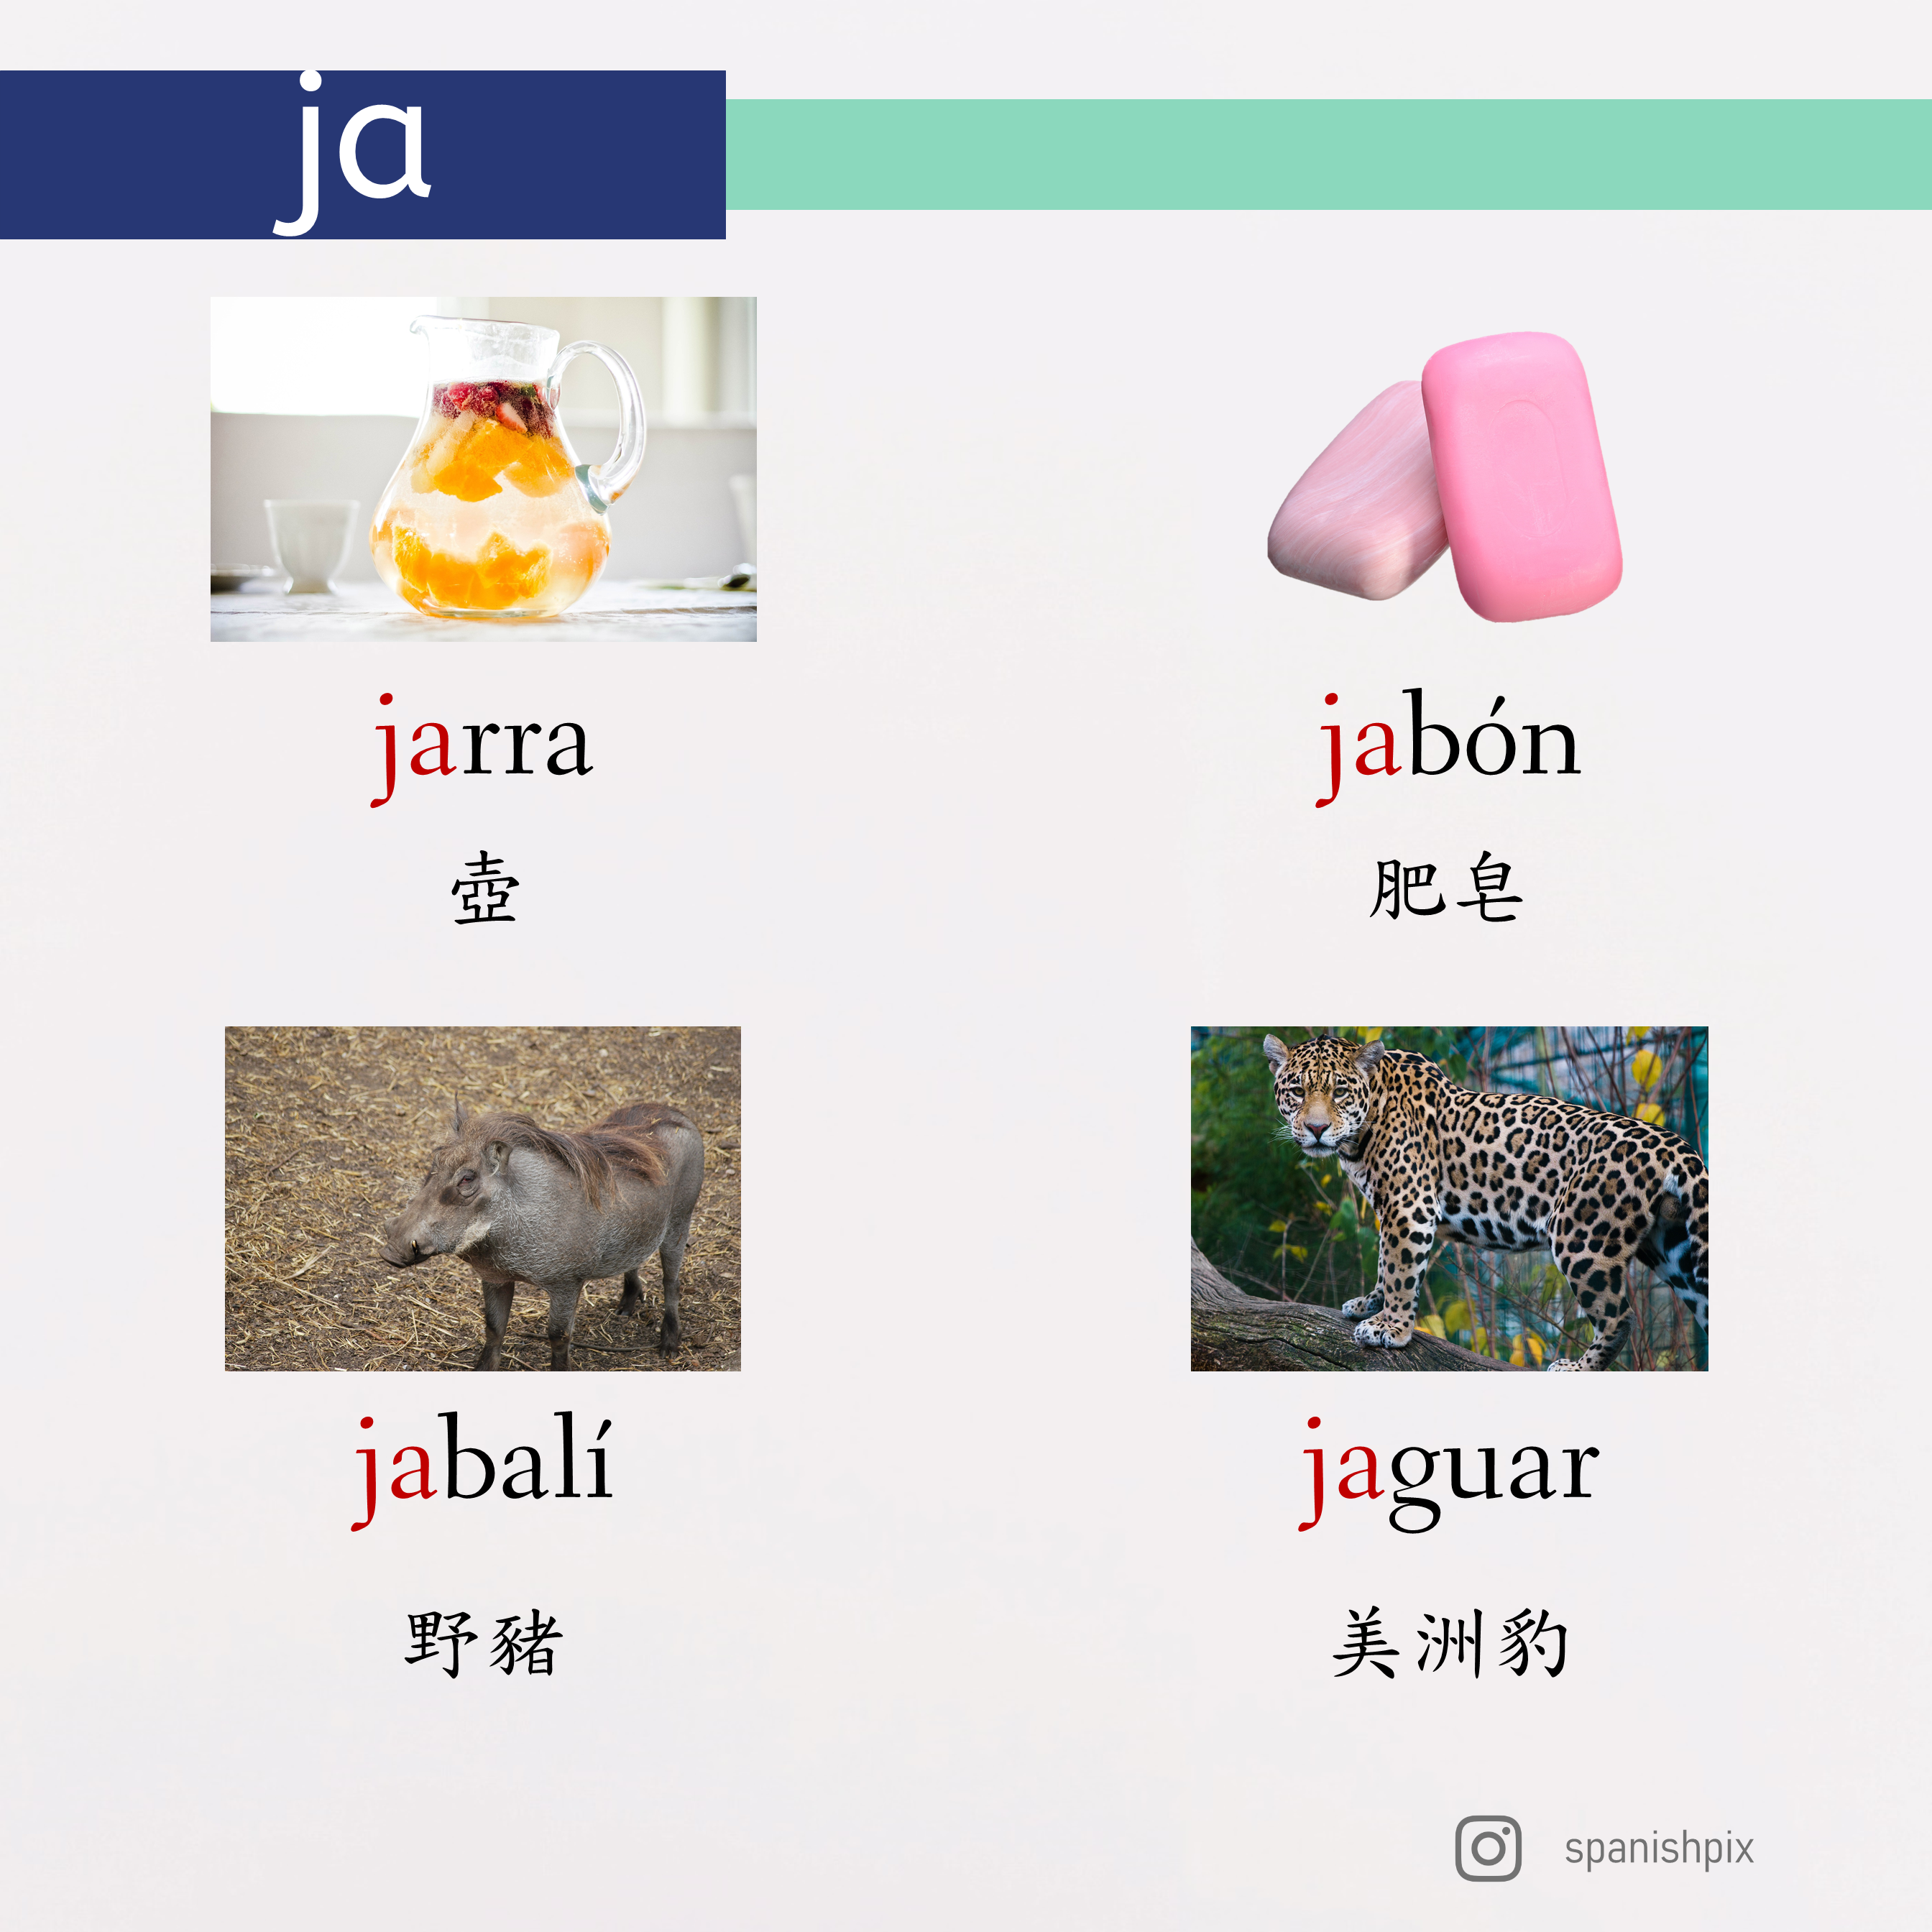 ja
jarra
壺
jabón
肥皂
jabalí
野豬
jaguar
美洲豹
spanishpix